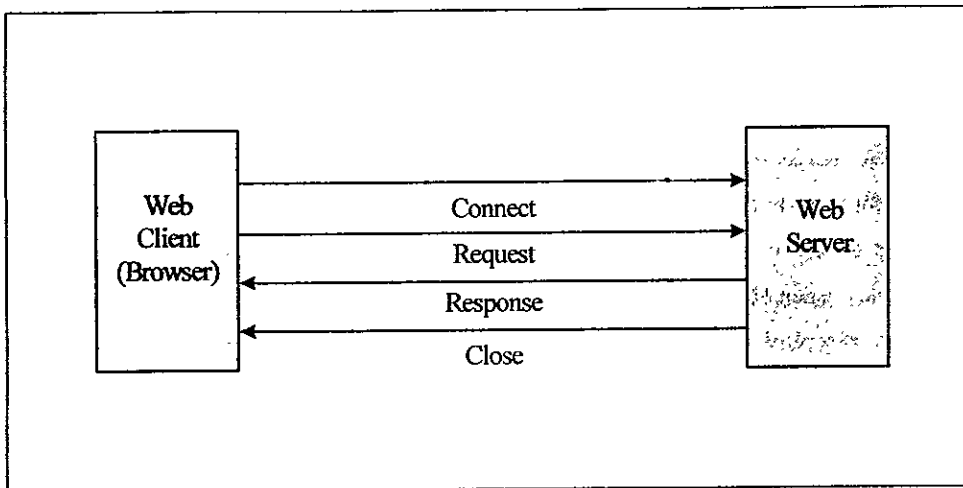 Web
Client
(Browser)
Connect
Request
Response
Close
Web
Server